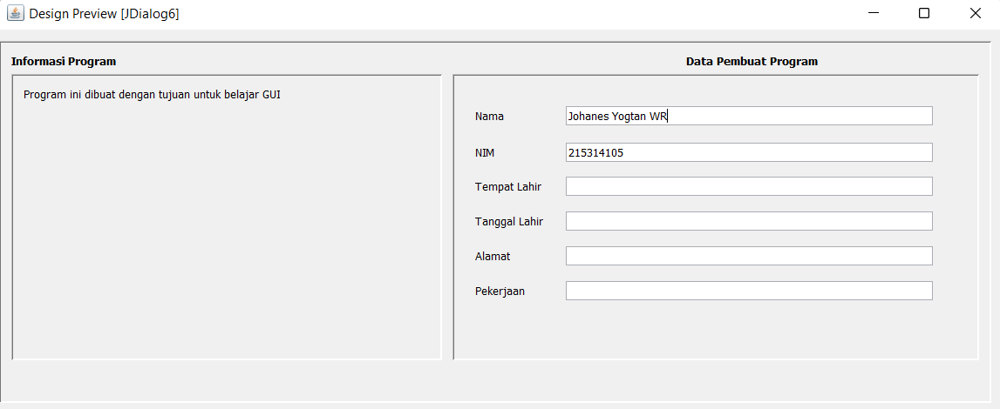 Design Preview [JDialog6]
Informasi Program
Program ini dibuat dengan tujuan untuk belajar GUI
Data Pembuat Program
Nama Johanes Yogtan WR
NIM 215314105
Tempat Lahir
Tanggal Lahir
Alamat
Pekerjaan